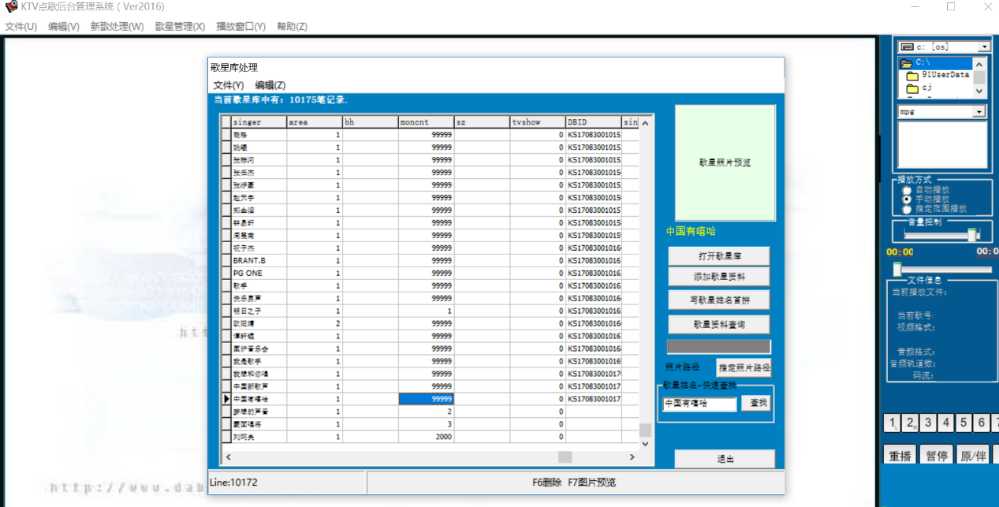 KTV点歌后台管理系统 ( Ver2016)
文件(U) 编辑(V) 新歌处理(W) 歌星管理(X) 播放窗口(Y) 帮助(Z)
歌星库处理
文件(Y) 编辑(Z)
当前歌星库中有: 10175笔记录.
singer area bh moncnt sz tvshow DBID sin
杨格 1 99999 0 KS17083001015
姚曦 1 99999 0 KS17083001015
张栋河 1 99999 0 KS17083001015
张任杰 1 99999 0 KS17083001015
张泸豪 1 99999 0 KS17083001015
赵天宇 1 99999 0 KS17083001015
1 99999 0 KS17083001015
钟易轩 1 99999 0 KS17083001015
周晨南 1 99999 0 KS17083001015
祝子杰 1 99999 0 KS17083001016
BRANT.B 1 99999 0 KS17083001016
PG ONE 1 99999 0 KS17083001016
歌手 1 99999 0 KS17083001016
快乐男声 1 99999 0 KS17083001016
明日之子 1 1 0 KS17083001016
欧阳靖 2 99999 0 KS17083001016
谭轩辕 1 99999 0 KS17083001016
围炉音乐会 1 99999 0 KS17083001016
我是歌手 1 99999 0 KS17083001016
我想和你唱 1 99999 0 KS17083001017
中国新歌声 1 99999 0 KS17083001017
中国有嘻哈 1 99999 0 KS17083001017
梦想的声音 1 2 0
蒙面唱将 1 3 0
刘珂矣 1 2000 0
Line:10172 F6删除 F7图片预览
歌星照片预览
中国有嘻哈
打开歌星库
添加歌星资料
写歌星姓名首拼
歌星资料查询
照片路径 指定照片路径
歌星姓名-快速查找
中国有嘻哈 查找
退出
c: [os]
C:\
91UserData
cj
mpg
播放方式
自动播放
手动播放
指定范围播放
音量控制
00:00 00:0
文件信息
当前播放文件:
当前歌号:
视频格式:
音频格式:
音频轨道数:
码流:
1L 2R 3 4 5 6 7
重播 暂停 原/伴
http://www.dab